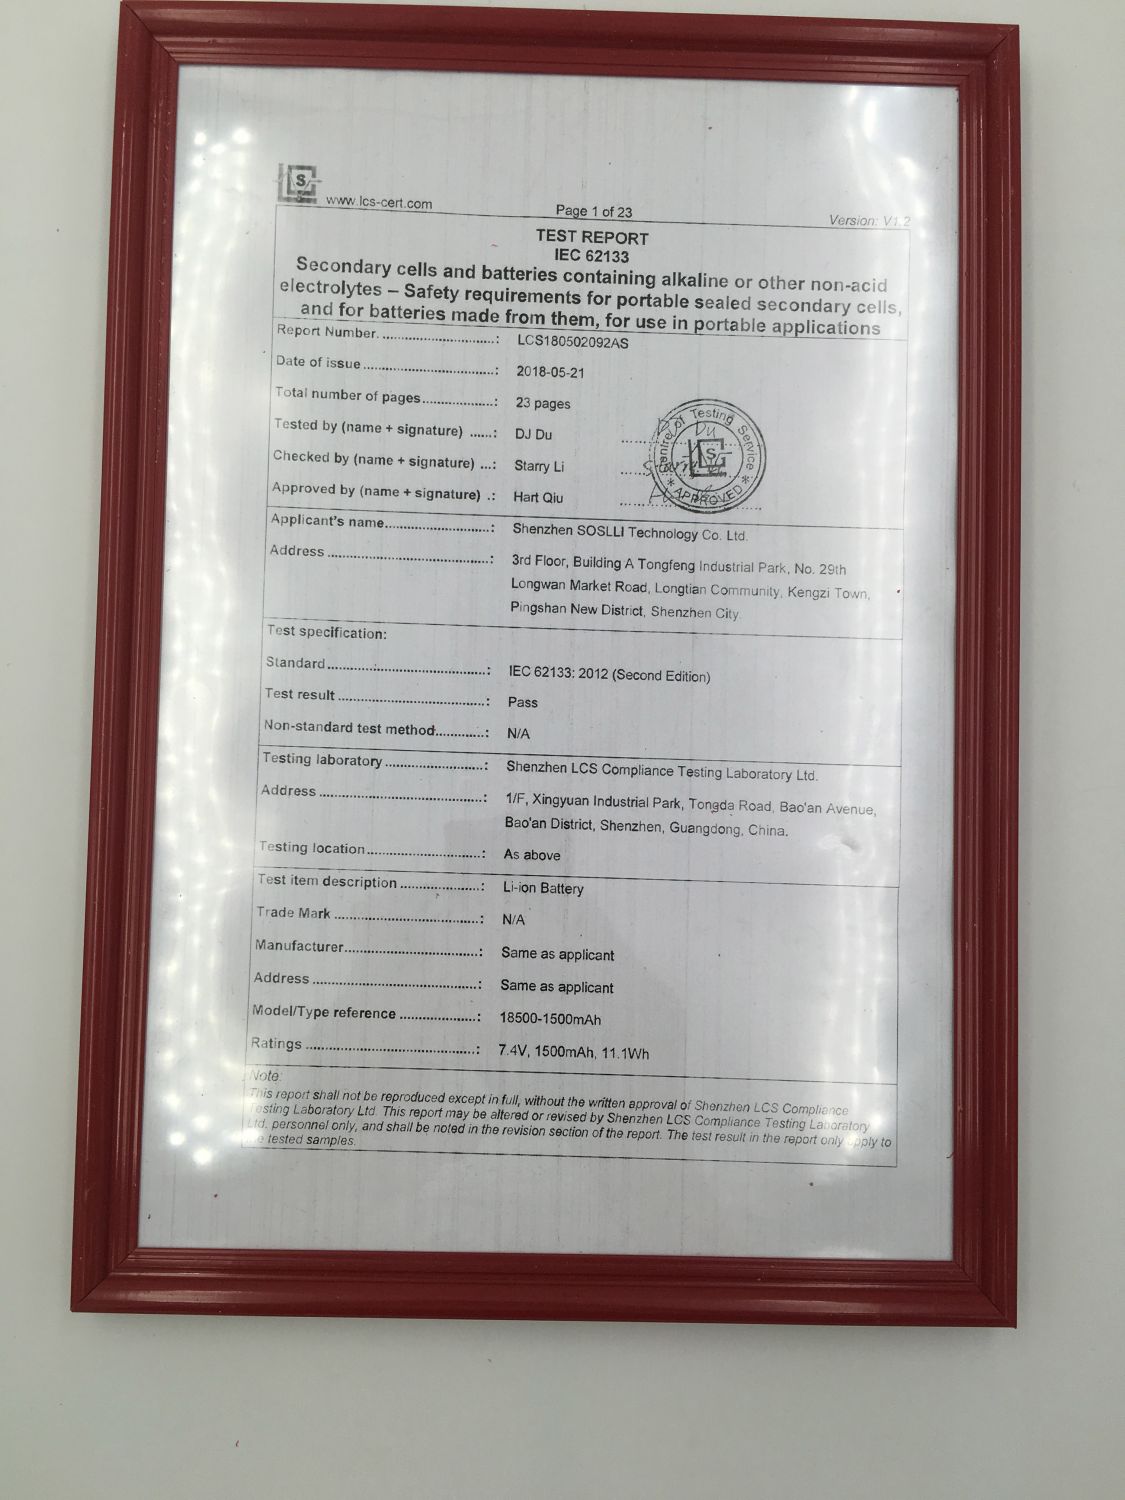 S
www.lcs-cert.com
Page 1 of 23
Version: V1.2
TEST REPORT
IEC 62133
Secondary cells and batteries containing alkaline or other non-acid
electrolytes – Safety requirements for portable sealed secondary cells,
and for batteries made from them, for use in portable applications
Report Number. ..............................: LCS180502092AS
Date of issue ...................................: 2018-05-21
Total number of pages....................: 23 pages
Tested by (name + signature) ......: DJ Du
Checked by (name + signature) ...: Starry Li
Approved by (name + signature) .: Hart Qiu
Centre of Testing Service
S
* APPROVED *
Applicant's name............................: Shenzhen SOSLLI Technology Co. Ltd.
Address ...........................................: 3rd Floor, Building A Tongfeng Industrial Park, No. 29th
Longwan Market Road, Longtian Community, Kengzi Town,
Pingshan New District, Shenzhen City.
Test specification:
Standard..........................................: IEC 62133: 2012 (Second Edition)
Test result .......................................: Pass
Non-standard test method.............: N/A
Testing laboratory ..........................: Shenzhen LCS Compliance Testing Laboratory Ltd.
Address ...........................................: 1/F, Xingyuan Industrial Park, Tongda Road, Bao'an Avenue,
Bao'an District, Shenzhen, Guangdong, China.
Testing location..............................: As above
Test item description .....................: Li-ion Battery
Trade Mark ......................................: N/A
Manufacturer...................................: Same as applicant
Address ...........................................: Same as applicant
Model/Type reference ....................: 18500-1500mAh
Ratings ............................................: 7.4V, 1500mAh, 11.1Wh
Note:
This report shall not be reproduced except in full, without the written approval of Shenzhen LCS Compliance
Testing Laboratory Ltd. This report may be altered or revised by Shenzhen LCS Compliance Testing Laboratory
Ltd. personnel only, and shall be noted in the revision section of the report. The test result in the report only apply to
the tested samples.